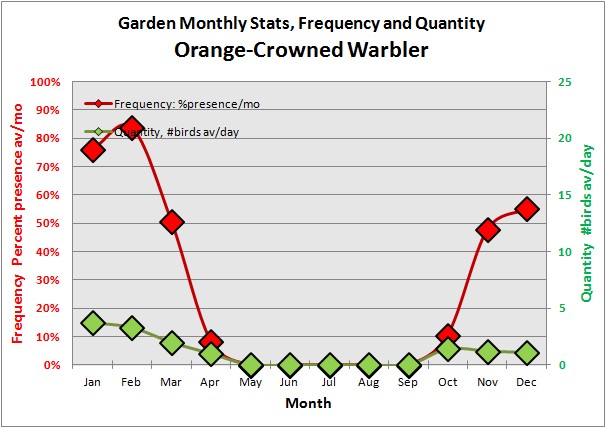 Garden Monthly Stats, Frequency and Quantity
Orange-Crowned Warbler
Frequency Percent presence av/mo
100%
90%
80%
70%
60%
50%
40%
30%
20%
10%
0%
Frequency: %presence/mo
Quantity, #birds av/day
25
20
15
10
5
0
Quantity #birds av/day
Jan Feb Mar Apr May Jun Jul Aug Sep Oct Nov Dec
Month